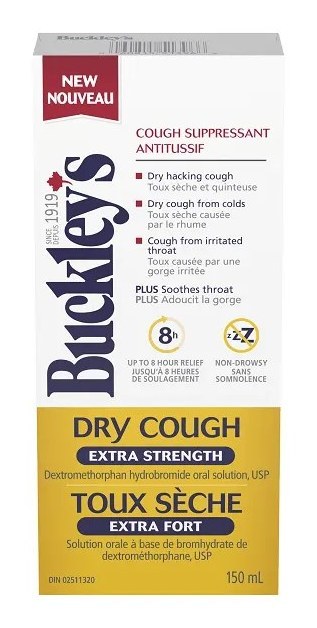 Buckley's
NEW
NOUVEAU
COUGH SUPPRESSANT
ANTITUSSIF
Dry hacking cough
Toux sèche et quinteuse
Dry cough from colds
Toux sèche causée
par le rhume
Cough from irritated
throat
Toux causée par une
gorge irritée
PLUS Soothes throat
PLUS Adoucit la gorge
SINCE
DEPUIS 1919
Buckley's
8h
zZZ
UP TO 8 HOUR RELIEF
JUSQU'À 8 HEURES
DE SOULAGEMENT
NON-DROWSY
SANS
SOMNOLENCE
DRY COUGH
EXTRA STRENGTH
Dextromethorphan hydrobromide oral solution, USP
TOUX SÈCHE
EXTRA FORT
Solution orale à base de bromhydrate de
dextrométhorphane, USP
DIN 02511320
150 mL